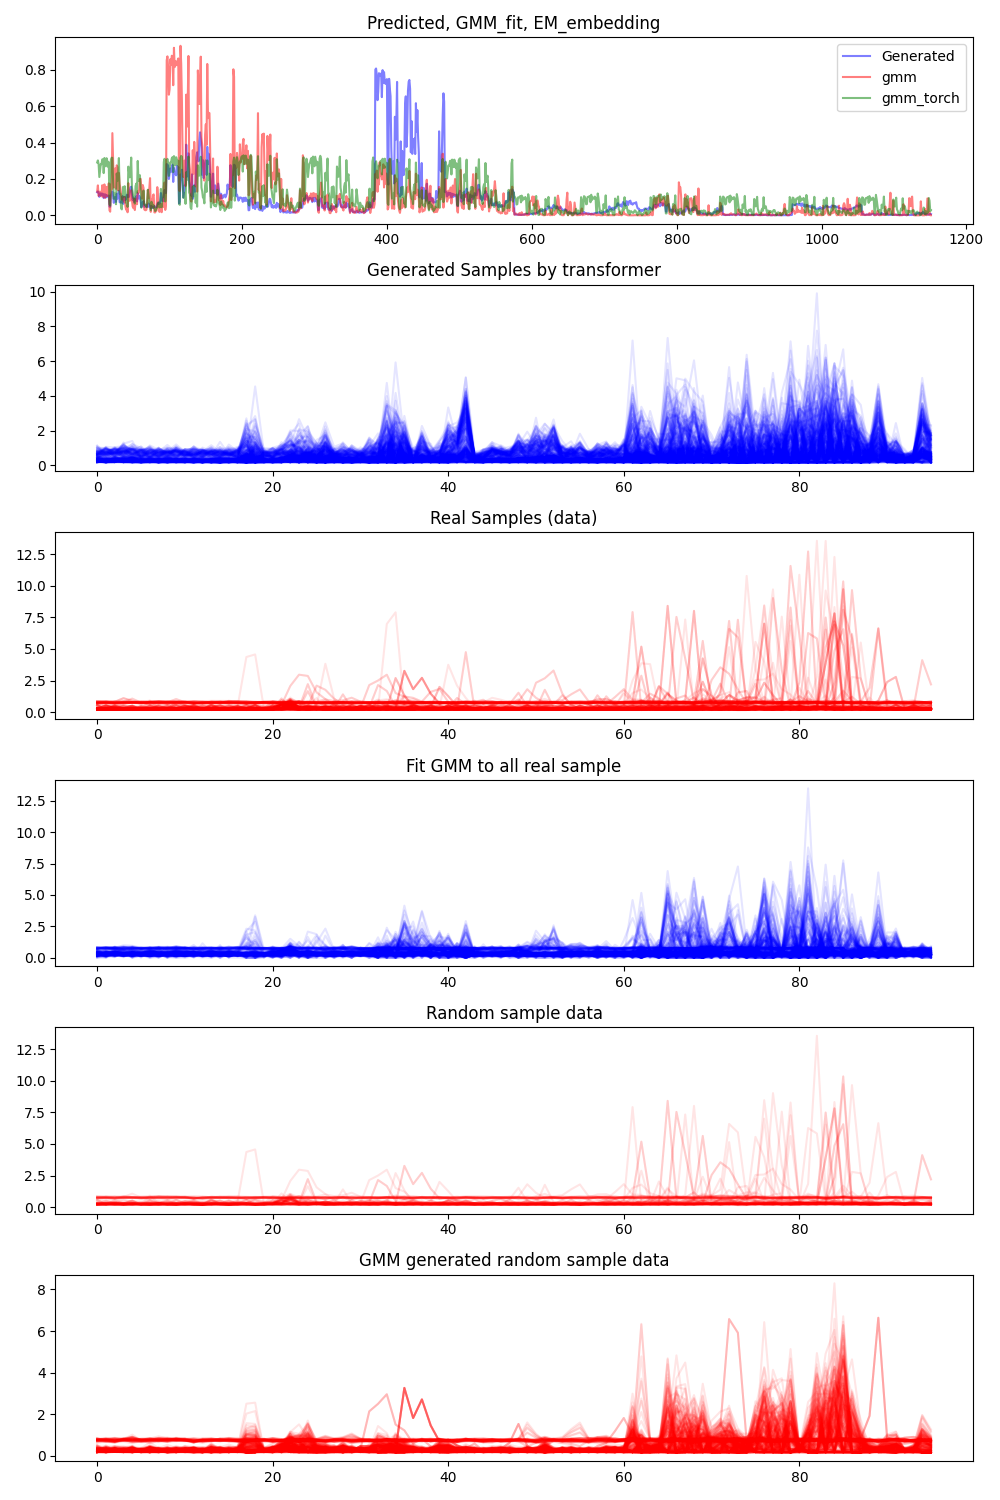 Predicted, GMM_fit, EM_embedding
0.8
0.6
0.4
0.2
0.0
Generated
gmm
gmm_torch
0 200 400 600 800 1000 1200
Generated Samples by transformer
10
8
6
4
2
0
0 20 40 60 80
Real Samples (data)
12.5
10.0
7.5
5.0
2.5
0.0
0 20 40 60 80
Fit GMM to all real sample
12.5
10.0
7.5
5.0
2.5
0.0
0 20 40 60 80
Random sample data
12.5
10.0
7.5
5.0
2.5
0.0
0 20 40 60 80
GMM generated random sample data
8
6
4
2
0
0 20 40 60 80